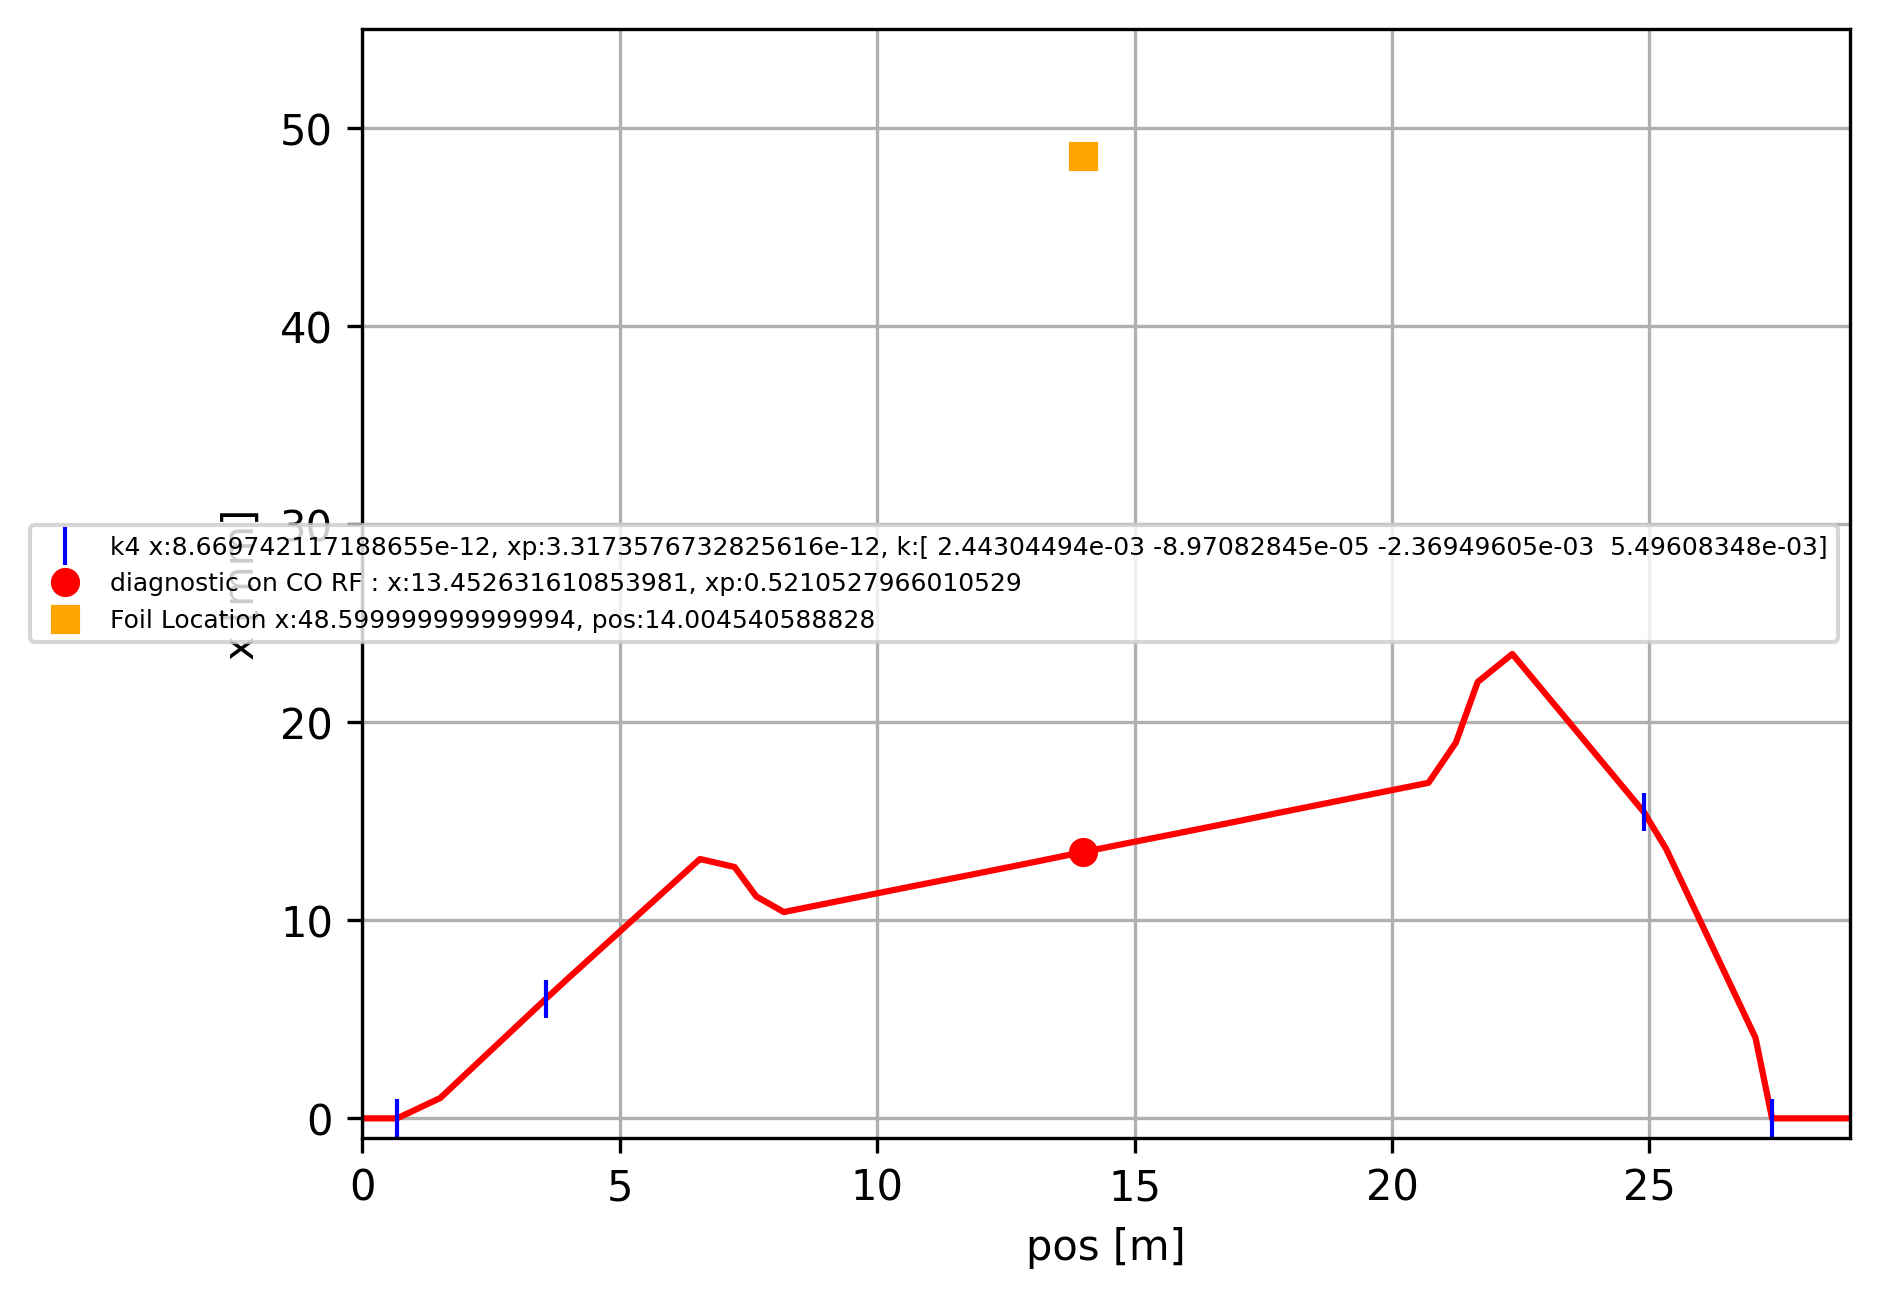 50
40
30
x [mm]
k4 x:8.669742117188655e-12, xp:3.3173576732825616e-12, k:[ 2.44304494e-03 -8.97082845e-05 -2.36949605e-03  5.49608348e-03]
diagnostic on CO RF : x:13.452631610853981, xp:0.5210527966010529
Foil Location x:48.599999999999994, pos:14.004540588828
20
10
0
0 5 10 15 20 25
pos [m]